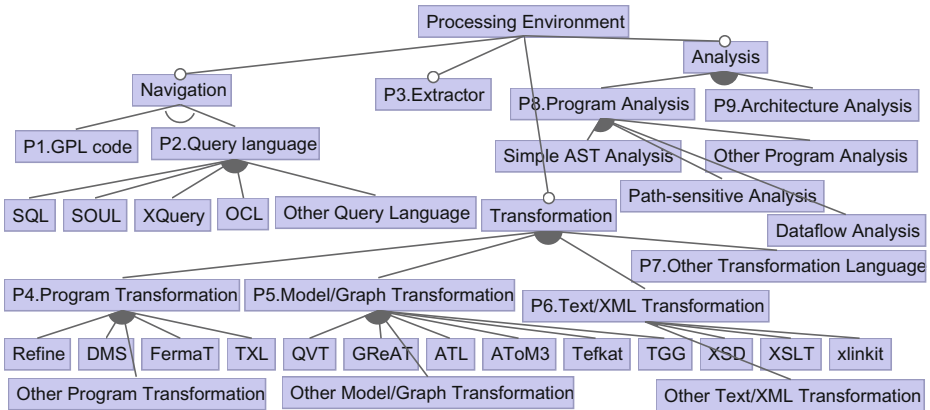 Processing Environment
Analysis
Navigation
P3.Extractor
P8.Program Analysis
P9.Architecture Analysis
P1.GPL code
P2.Query language
Simple AST Analysis
Other Program Analysis
Path-sensitive Analysis
SQL
SOUL
XQuery
OCL
Other Query Language
Transformation
Dataflow Analysis
P7.Other Transformation Language
P4.Program Transformation
P5.Model/Graph Transformation
P6.Text/XML Transformation
Refine
DMS
FermaT
TXL
QVT
GReAT
ATL
AToM3
Tefkat
TGG
XSD
XSLT
xlinkit
Other Program Transformation
Other Model/Graph Transformation
Other Text/XML Transformation